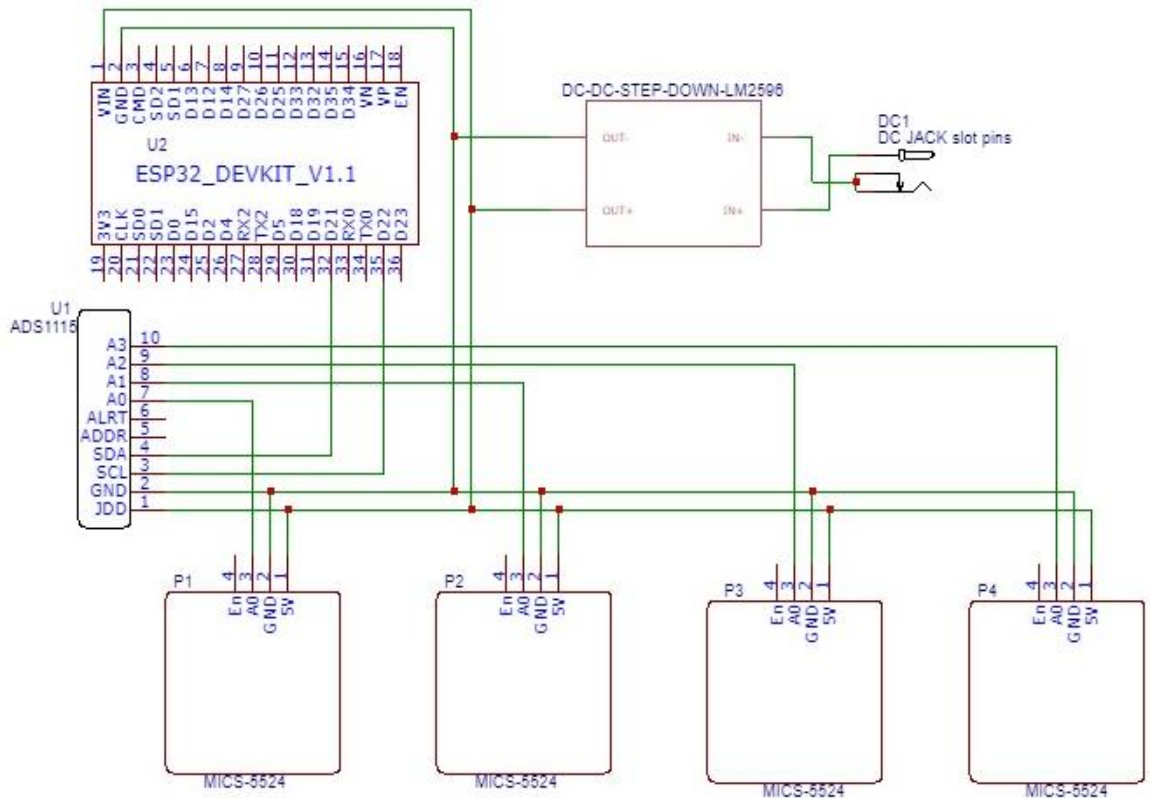 1 2 3 4 5 6 7 8 9 10 11 12 13 14 15 16 17 18
VIN GND CMD SD2 SD1 D13 D12 D14 D27 D26 D25 D33 D32 D35 D34 VN VP EN
U2
ESP32_DEVKIT_V1.1
3V3 CLK SD0 SD1 D0 D15 D2 D4 RX2 TX2 D5 D18 D19 D21 RX0 TX0 D22 D23
19 20 21 22 23 24 25 26 27 28 29 30 31 32 33 34 35 36
DC-DC-STEP-DOWN-LM2596
OUT- IN-
OUT+ IN+
DC1
DC JACK slot pins
U1
ADS1115
A3 10
A2 9
A1 8
A0 7
ALRT 6
ADDR 5
SDA 4
SCL 3
GND 2
JDD 1
P1
4 3 2 1
En A0 GND 5V
MICS-5524
P2
4 3 2 1
En A0 GND 5V
MICS-5524
P3
4 3 2 1
En A0 GND 5V
MICS-5524
P4
4 3 2 1
En A0 GND 5V
MICS-5524